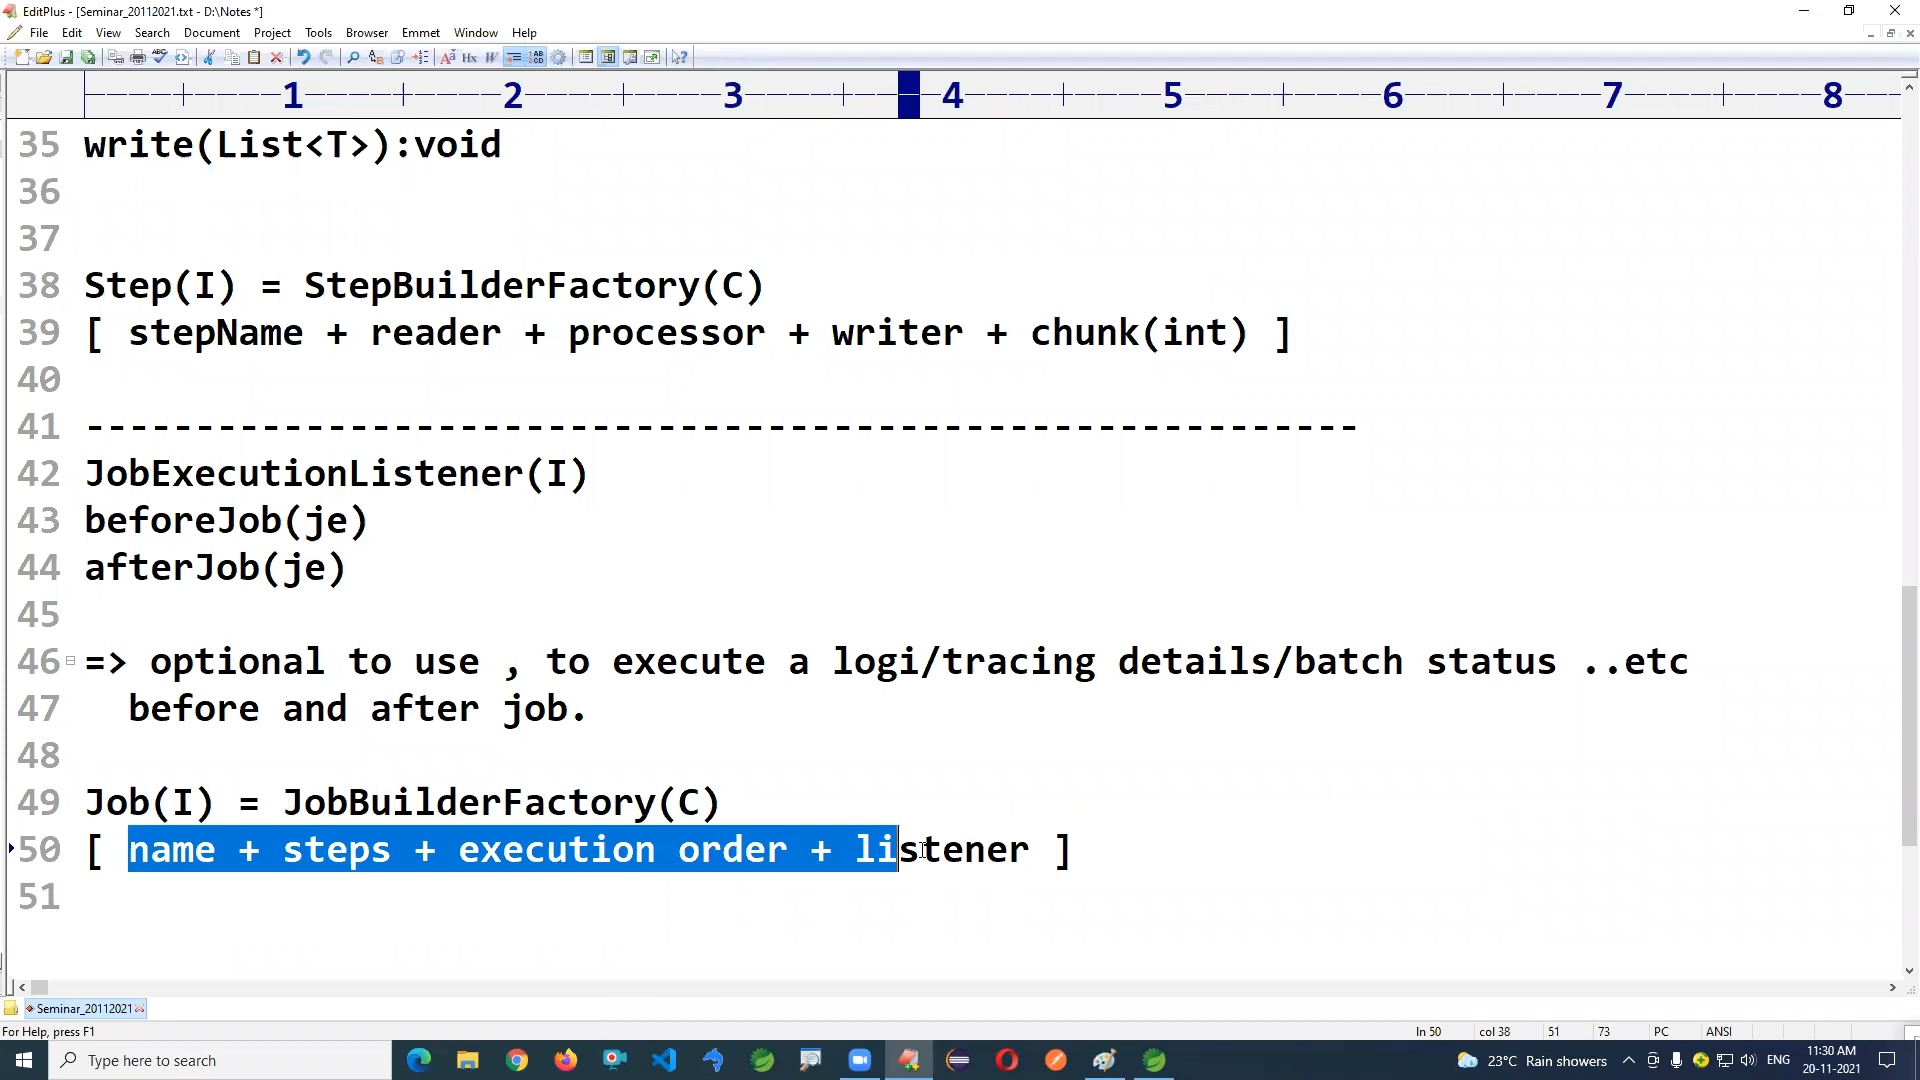 EditPlus - [Seminar_20112021.txt - D:\Notes *]
File Edit View Search Document Project Tools Browser Emmet Window Help
1 2 3 4 5 6 7 8
35 write(List<T>):void
36
37
38 Step(I) = StepBuilderFactory(C)
39 [ stepName + reader + processor + writer + chunk(int) ]
40
41 ----------------------------------------------------------
42 JobExecutionListener(I)
43 beforeJob(je)
44 afterJob(je)
45
46 => optional to use , to execute a logi/tracing details/batch status ..etc
47 before and after job.
48
49 Job(I) = JobBuilderFactory(C)
50 [ name + steps + execution order + listener ]
51
Seminar_20112021
For Help, press F1 ln 50 col 38 51 73 PC ANSI
Type here to search 23°C Rain showers ENG 11:30 AM
20-11-2021